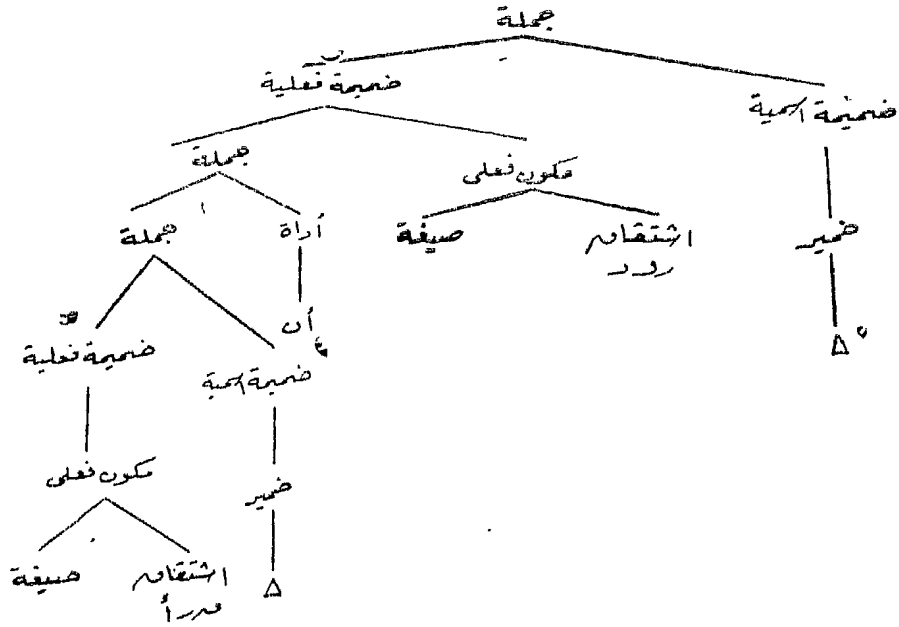 جملة
ضميمة اسمية
ضميمة فعلية
ضمير
مكون فعلى
جملة
Δ
اشتقاق
رود
صيغة
أداة
جملة
أن
ضميمة اسمية
ضميمة فعلية
ضمير
مكون فعلى
Δ
اشتقاق
صيغة